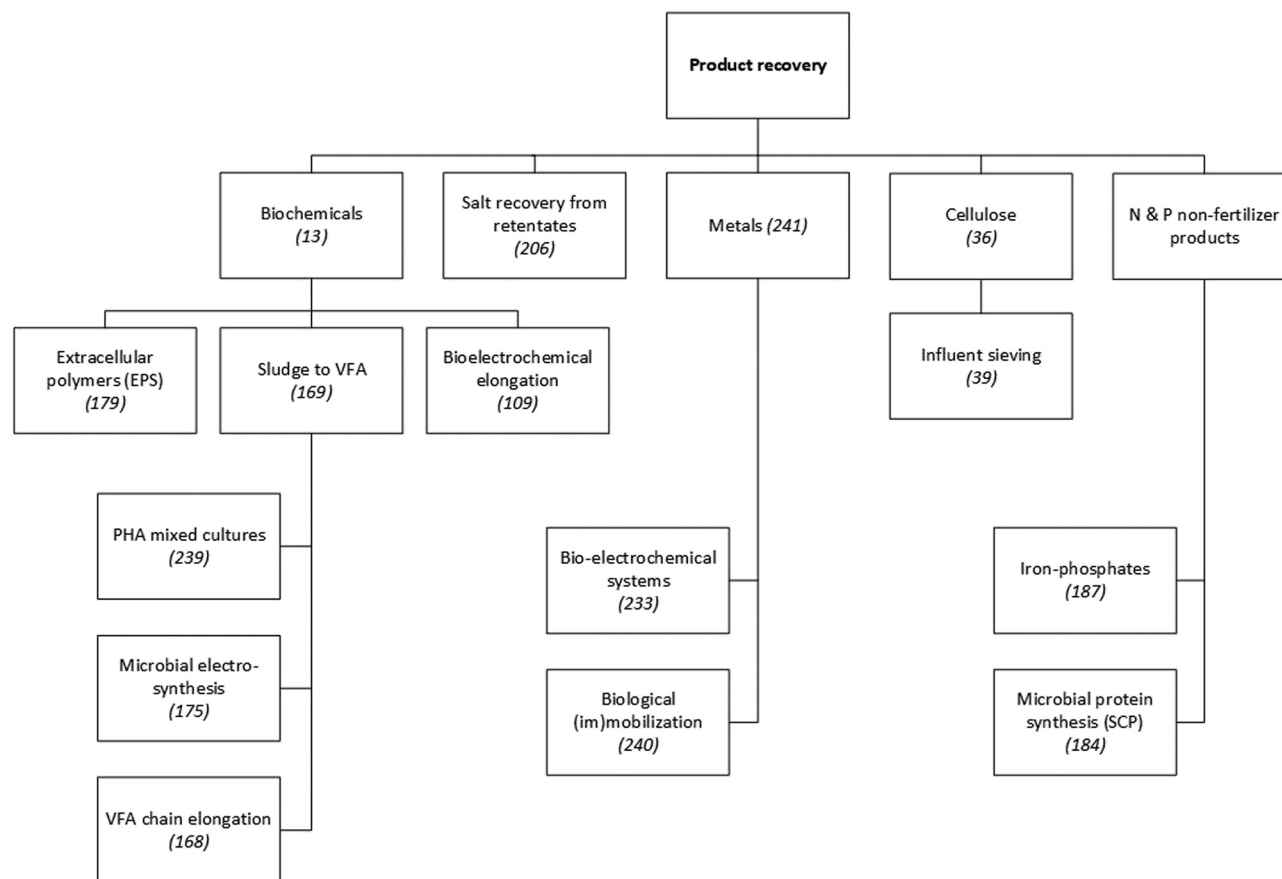 Product recovery
Biochemicals
(13)
Salt recovery from
retentates
(206)
Metals (241)
Cellulose
(36)
N & P non-fertilizer
products
Extracellular
polymers (EPS)
(179)
Sludge to VFA
(169)
Bioelectrochemical
elongation
(109)
Influent sieving
(39)
PHA mixed cultures
(239)
Bio-electrochemical
systems
(233)
Iron-phosphates
(187)
Microbial electro-
synthesis
(175)
Biological
(im)mobilization
(240)
Microbial protein
synthesis (SCP)
(184)
VFA chain elongation
(168)